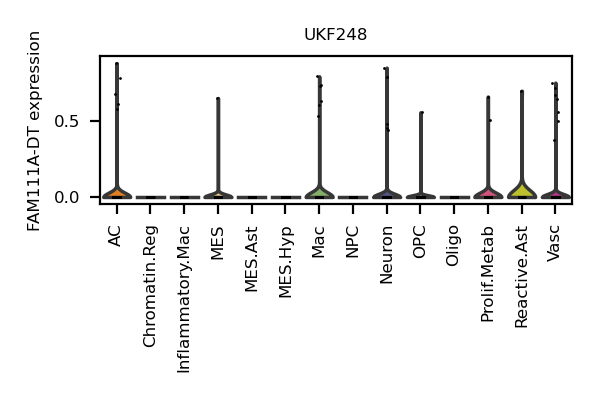 UKF248
FAM111A-DT expression
0.5
0.0
AC
Chromatin.Reg
Inflammatory.Mac
MES
MES.Ast
MES.Hyp
Mac
NPC
Neuron
OPC
Oligo
Prolif.Metab
Reactive.Ast
Vasc